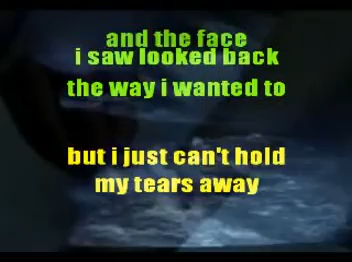 and the face
i saw looked back
the way i wanted to
but i just can't hold
my tears away